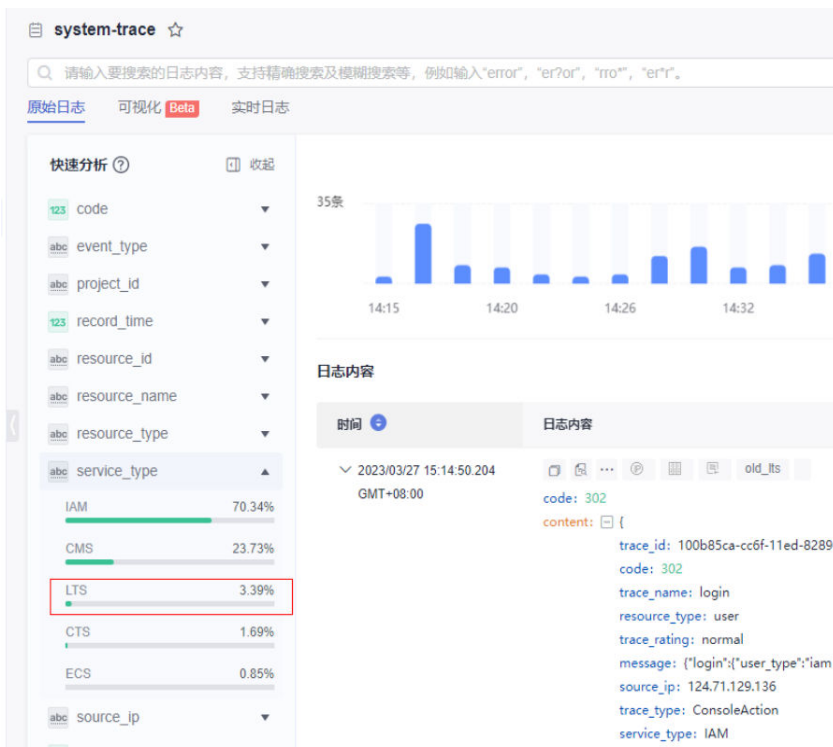 system-trace
请输入要搜索的日志内容，支持精确搜索及模糊搜索等，例如输入"error"，"er?or"，"rro*"，"er*r"。
原始日志 可视化 Beta 实时日志
快速分析 ? 收起
123 code
abc event_type
abc project_id
123 record_time
abc resource_id
abc resource_name
abc resource_type
abc service_type
IAM 70.34%
CMS 23.73%
LTS 3.39%
CTS 1.69%
ECS 0.85%
abc source_ip
35条
14:15 14:20 14:26 14:32
日志内容
时间 日志内容
2023/03/27 15:14:50.204
GMT+08:00
old_lts
code: 302
content: {
trace_id: 100b85ca-cc6f-11ed-8289
code: 302
trace_name: login
resource_type: user
trace_rating: normal
message: {"login":{"user_type":"iam
source_ip: 124.71.129.136
trace_type: ConsoleAction
service_type: IAM